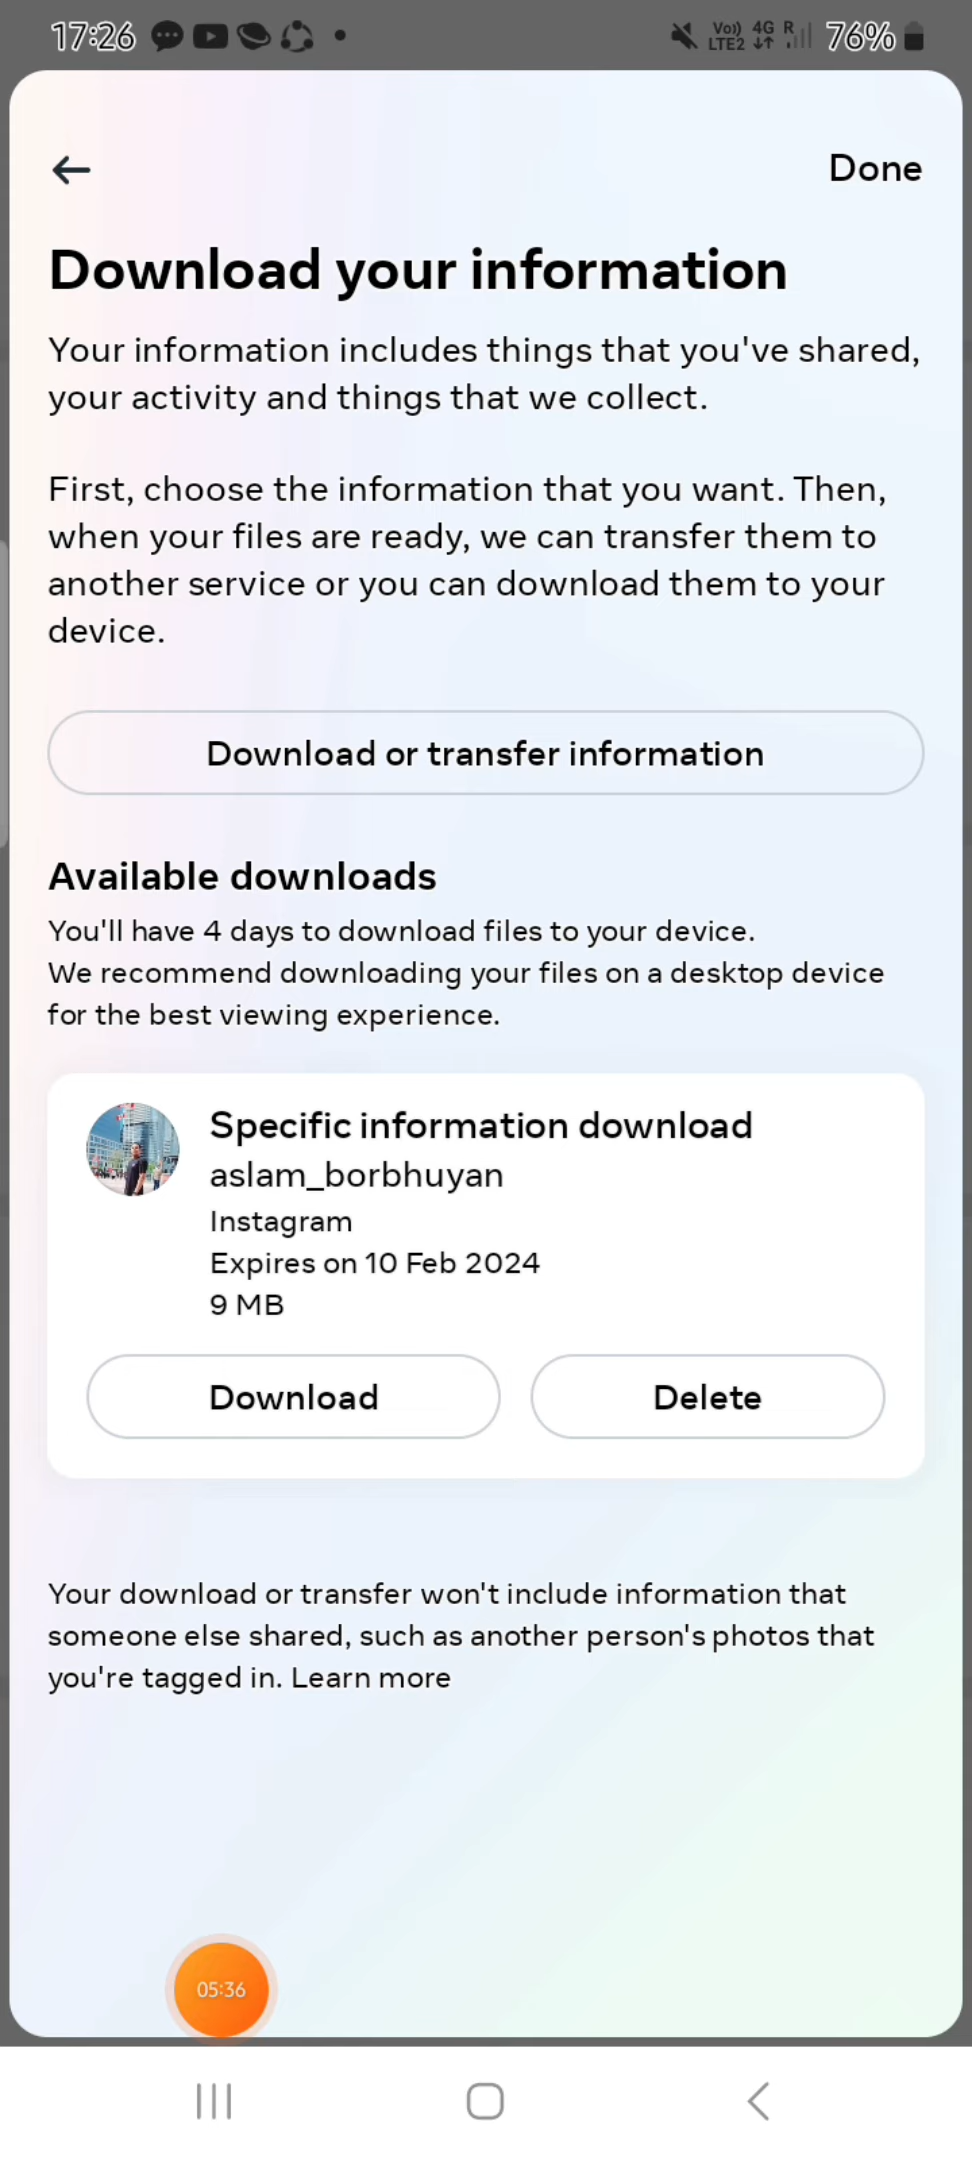 17:26
Vo)) 4G R
LTE2
76%
Done
Download your information
Your information includes things that you've shared,
your activity and things that we collect.
First, choose the information that you want. Then,
when your files are ready, we can transfer them to
another service or you can download them to your
device.
Download or transfer information
Available downloads
You'll have 4 days to download files to your device.
We recommend downloading your files on a desktop device
for the best viewing experience.
Specific information download
aslam_borbhuyan
Instagram
Expires on 10 Feb 2024
9 MB
Download
Delete
Your download or transfer won't include information that
someone else shared, such as another person's photos that
you're tagged in. Learn more
05:36